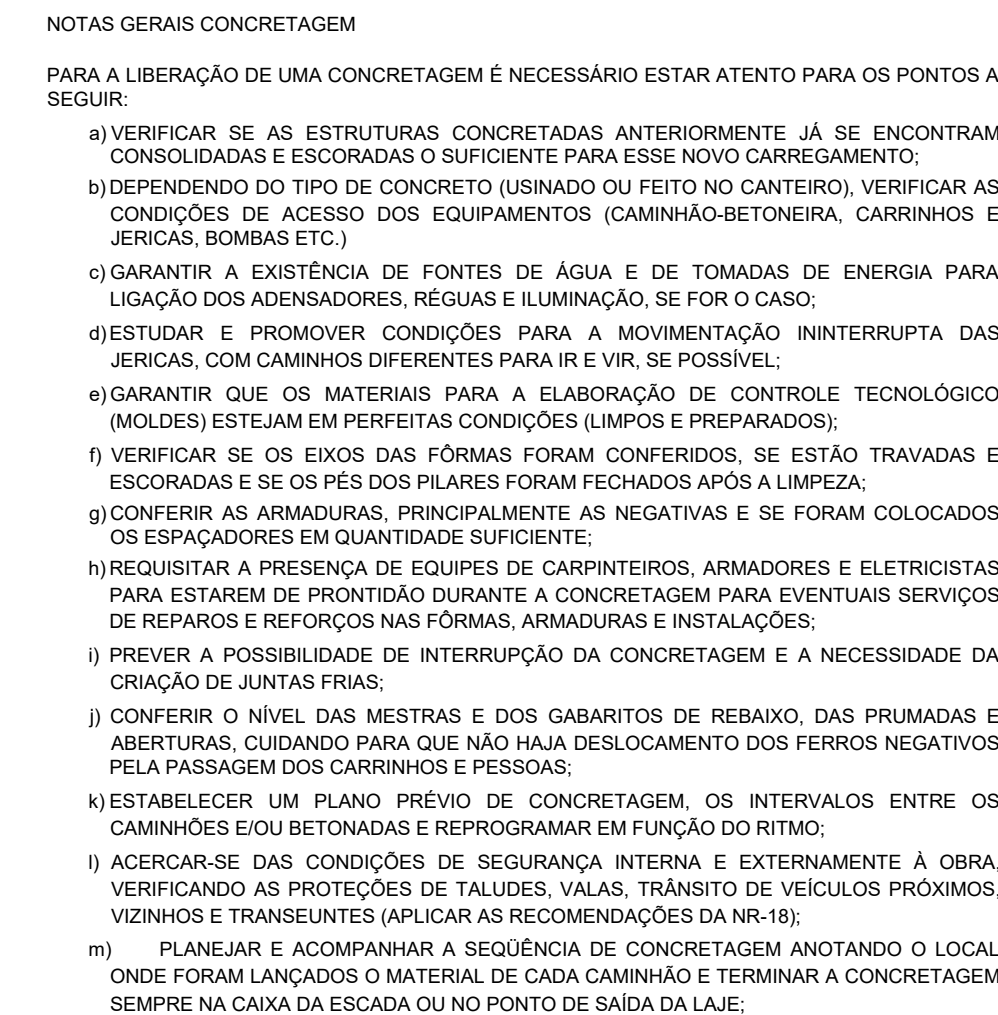 NOTAS GERAIS CONCRETAGEM
PARA A LIBERAÇÃO DE UMA CONCRETAGEM É NECESSÁRIO ESTAR ATENTO PARA OS PONTOS A
SEGUIR:
a) VERIFICAR SE AS ESTRUTURAS CONCRETADAS ANTERIORMENTE JÁ SE ENCONTRAM
CONSOLIDADAS E ESCORADAS O SUFICIENTE PARA ESSE NOVO CARREGAMENTO;
b) DEPENDENDO DO TIPO DE CONCRETO (USINADO OU FEITO NO CANTEIRO), VERIFICAR AS
CONDIÇÕES DE ACESSO DOS EQUIPAMENTOS (CAMINHÃO-BETONEIRA, CARRINHOS E
JERICAS, BOMBAS ETC.)
c) GARANTIR A EXISTÊNCIA DE FONTES DE ÁGUA E DE TOMADAS DE ENERGIA PARA
LIGAÇÃO DOS ADENSADORES, RÉGUAS E ILUMINAÇÃO, SE FOR O CASO;
d) ESTUDAR E PROMOVER CONDIÇÕES PARA A MOVIMENTAÇÃO ININTERRUPTA DAS
JERICAS, COM CAMINHOS DIFERENTES PARA IR E VIR, SE POSSÍVEL;
e) GARANTIR QUE OS MATERIAIS PARA A ELABORAÇÃO DE CONTROLE TECNOLÓGICO
(MOLDES) ESTEJAM EM PERFEITAS CONDIÇÕES (LIMPOS E PREPARADOS);
f) VERIFICAR SE OS EIXOS DAS FÔRMAS FORAM CONFERIDOS, SE ESTÃO TRAVADAS E
ESCORADAS E SE OS PÉS DOS PILARES FORAM FECHADOS APÓS A LIMPEZA;
g) CONFERIR AS ARMADURAS, PRINCIPALMENTE AS NEGATIVAS E SE FORAM COLOCADOS
OS ESPAÇADORES EM QUANTIDADE SUFICIENTE;
h) REQUISITAR A PRESENÇA DE EQUIPES DE CARPINTEIROS, ARMADORES E ELETRICISTAS
PARA ESTAREM DE PRONTIDÃO DURANTE A CONCRETAGEM PARA EVENTUAIS SERVIÇOS
DE REPAROS E REFORÇOS NAS FÔRMAS, ARMADURAS E INSTALAÇÕES;
i) PREVER A POSSIBILIDADE DE INTERRUPÇÃO DA CONCRETAGEM E A NECESSIDADE DA
CRIAÇÃO DE JUNTAS FRIAS;
j) CONFERIR O NÍVEL DAS MESTRAS E DOS GABARITOS DE REBAIXO, DAS PRUMADAS E
ABERTURAS, CUIDANDO PARA QUE NÃO HAJA DESLOCAMENTO DOS FERROS NEGATIVOS
PELA PASSAGEM DOS CARRINHOS E PESSOAS;
k) ESTABELECER UM PLANO PRÉVIO DE CONCRETAGEM, OS INTERVALOS ENTRE OS
CAMINHÕES E/OU BETONADAS E REPROGRAMAR EM FUNÇÃO DO RITMO;
l) ACERCAR-SE DAS CONDIÇÕES DE SEGURANÇA INTERNA E EXTERNAMENTE À OBRA,
VERIFICANDO AS PROTEÇÕES DE TALUDES, VALAS, TRÂNSITO DE VEÍCULOS PRÓXIMOS,
VIZINHOS E TRANSEUNTES (APLICAR AS RECOMENDAÇÕES DA NR-18);
m) PLANEJAR E ACOMPANHAR A SEQÜÊNCIA DE CONCRETAGEM ANOTANDO O LOCAL
ONDE FORAM LANÇADOS O MATERIAL DE CADA CAMINHÃO E TERMINAR A CONCRETAGEM
SEMPRE NA CAIXA DA ESCADA OU NO PONTO DE SAÍDA DA LAJE;